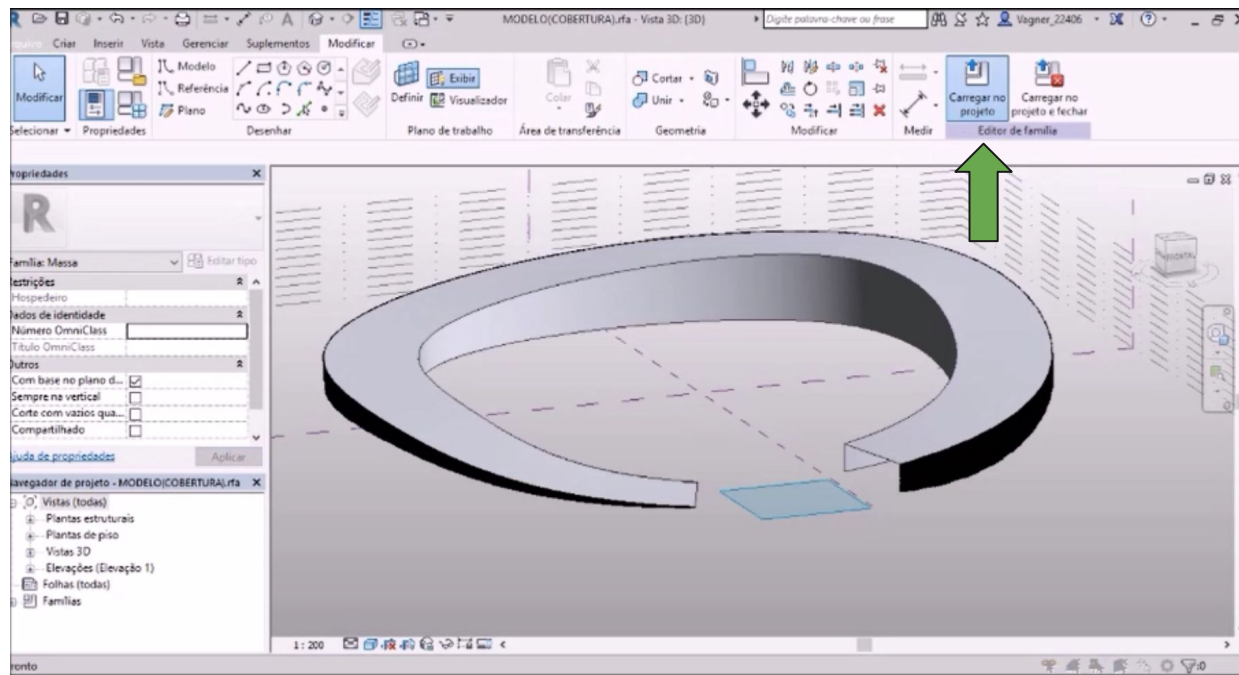 MODELO(COBERTURA).rfa - Vista 3D: {3D}
Digite palavra-chave ou frase
Vagner_22406
Criar Inserir Vista Gerenciar Suplementos Modificar
Modificar
Modelo
Referência
Plano
Definir
Exibir
Visualizador
Colar
Cortar
Unir
Carregar no projeto
Carregar no projeto e fechar
Selecionar Propriedades Desenhar Plano de trabalho Área de transferência Geometria Modificar Medir Editor de família
ropriedades
R
Família: Massa
Editar tipo
Restrições
Hospedeiro
Dados de identidade
Número OmniClass
Título OmniClass
Outros
Com base no plano d...
Sempre na vertical
Corte com vazios qua...
Compartilhado
Ajuda de propriedades
Aplicar
Navegador de projeto - MODELO(COBERTURA).rfa
Vistas (todas)
Plantas estruturais
Plantas de piso
Vistas 3D
Elevações (Elevação 1)
Folhas (todas)
Famílias
FRONTAL
1 : 200
ronto
:0